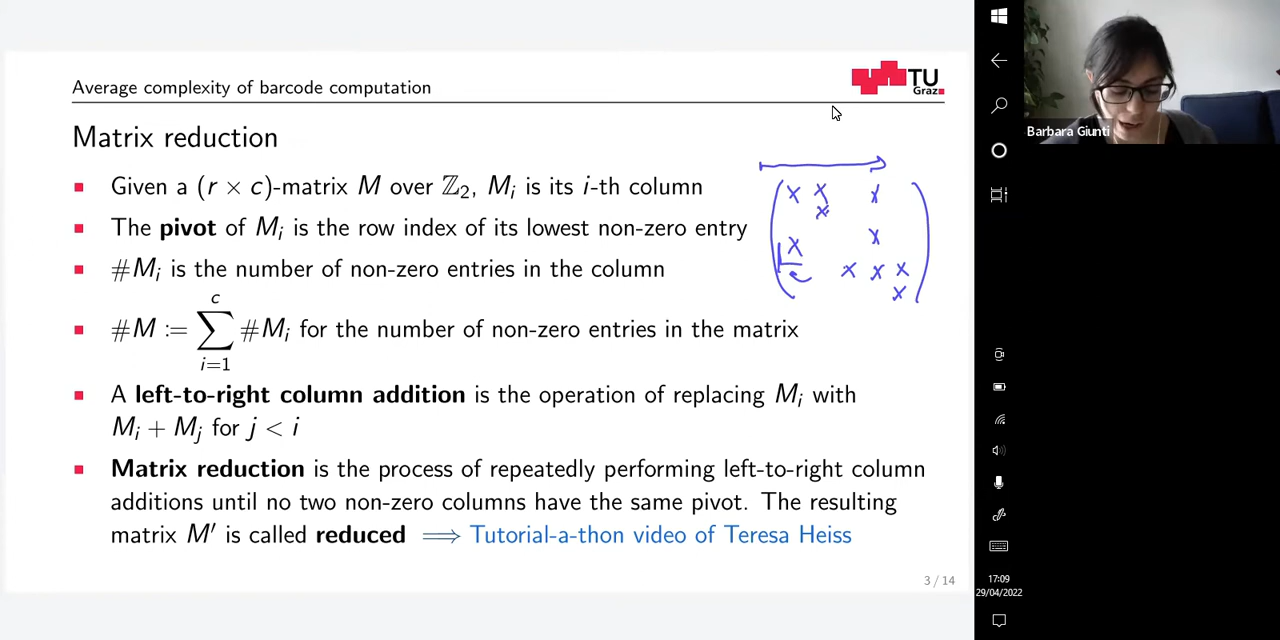 Average complexity of barcode computation
TU
Graz
Matrix reduction
Given a (r × c)-matrix M over ℤ₂, Mᵢ is its i-th column
The pivot of Mᵢ is the row index of its lowest non-zero entry
#Mᵢ is the number of non-zero entries in the column
#M := ∑ᵢ₌₁ᶜ #Mᵢ for the number of non-zero entries in the matrix
A left-to-right column addition is the operation of replacing Mᵢ with
Mᵢ + Mⱼ for j < i
Matrix reduction is the process of repeatedly performing left-to-right column
additions until no two non-zero columns have the same pivot. The resulting
matrix M′ is called reduced ⟹ Tutorial-a-thon video of Teresa Heiss
x x x
x
x x
x x x
x
3 / 14
Barbara Giunti
17:09
29/04/2022